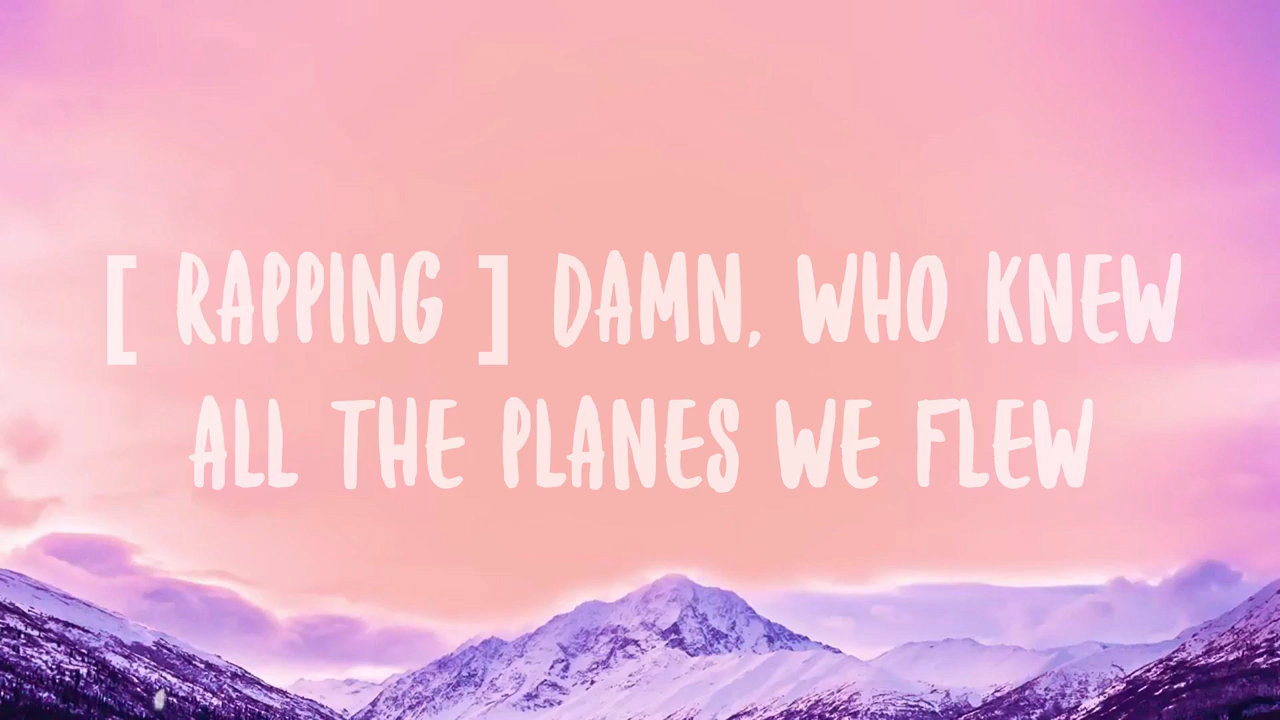 [ RAPPING ] DAMN, WHO KNEW
ALL THE PLANES WE FLEW